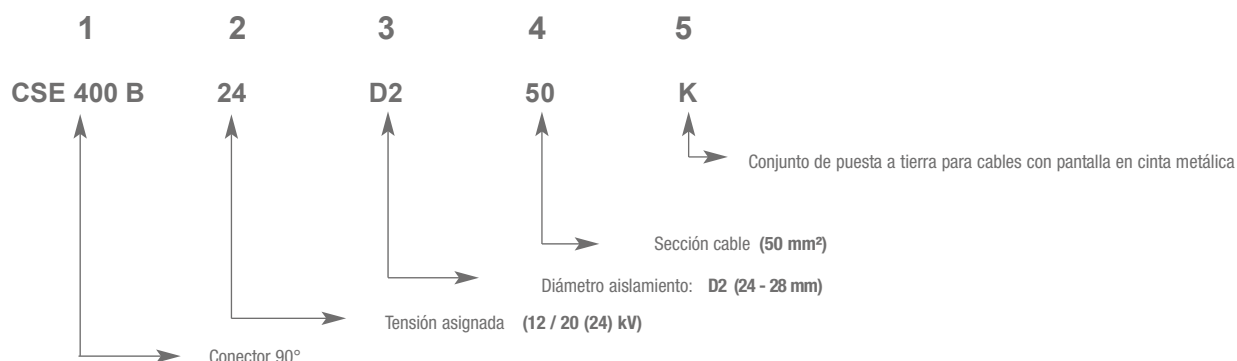 1 2 3 4 5
CSE 400 B 24 D2 50 K
Conjunto de puesta a tierra para cables con pantalla en cinta metálica
Sección cable (50 mm²)
Diámetro aislamiento: D2 (24 - 28 mm)
Tensión asignada (12 / 20 (24) kV)
Conector 90°